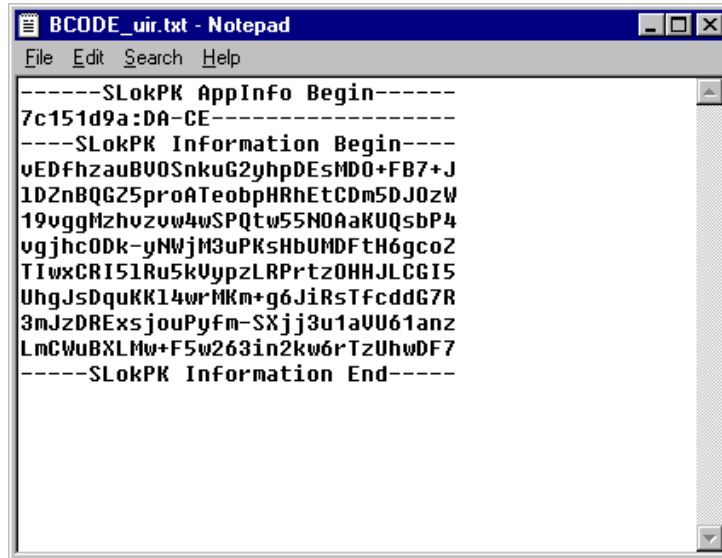 BCODE_uir.txt - Notepad
File Edit Search Help
------SLokPK AppInfo Begin------
7c151d9a:DA-CE------------------
----SLokPK Information Begin----
vEDfhzauBV0SnkuG2yhpDEsMDO+FB7+J
lDZnBQGZ5proATeobpHRhEtCDm5DJOzW
19vggMzhvzvw4wSPQtw55NOAaKUQsbP4
vgjhcODk-yNWjM3uPKsHbUMDFtH6gcoZ
TIwxCRI5lRu5kVypzLRPrtzOHHJLCGI5
UhgJsDquKKl4wrMKm+g6JiRsTfcddG7R
3mJzDRExsjouPyfm-SXjj3u1aVU61anz
LmCWuBXLMw+F5w263in2kw6rTzUhwDF7
-----SLokPK Information End-----